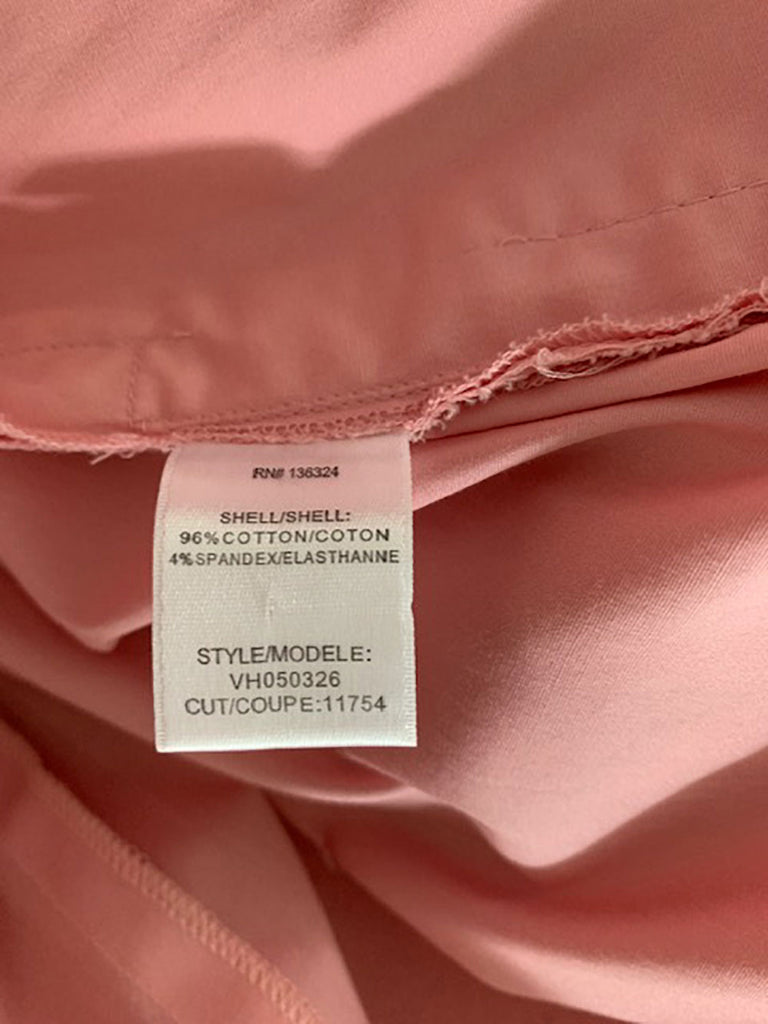 RN# 136324
SHELL/SHELL:
96%COTTON/COTON
4%SPANDEX/ELASTHANNE
STYLE/MODELE:
VH050326
CUT/COUPE:11754